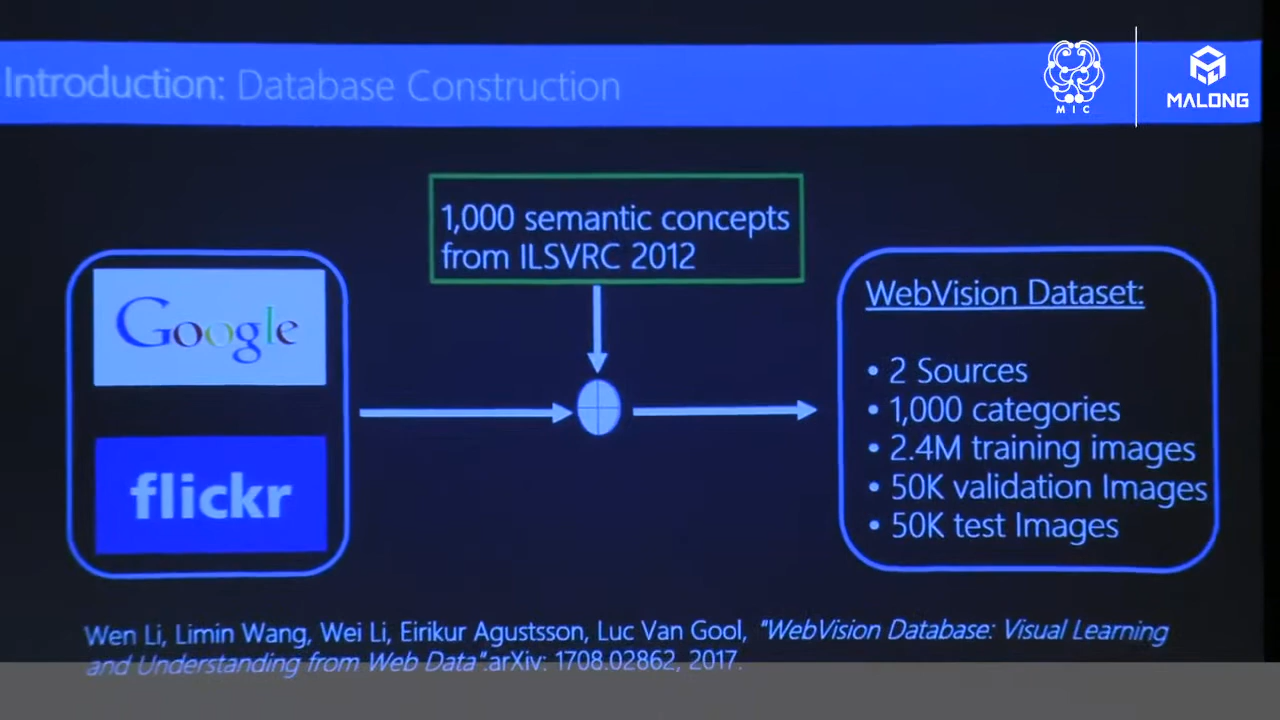 Introduction: Database Construction
MIC
MALONG
1,000 semantic concepts
from ILSVRC 2012
Google
flickr
WebVision Dataset:
• 2 Sources
• 1,000 categories
• 2.4M training images
• 50K validation Images
• 50K test Images
Wen Li, Limin Wang, Wei Li, Eirikur Agustsson, Luc Van Gool, "WebVision Database: Visual Learning
and Understanding from Web Data".arXiv: 1708.02862, 2017.